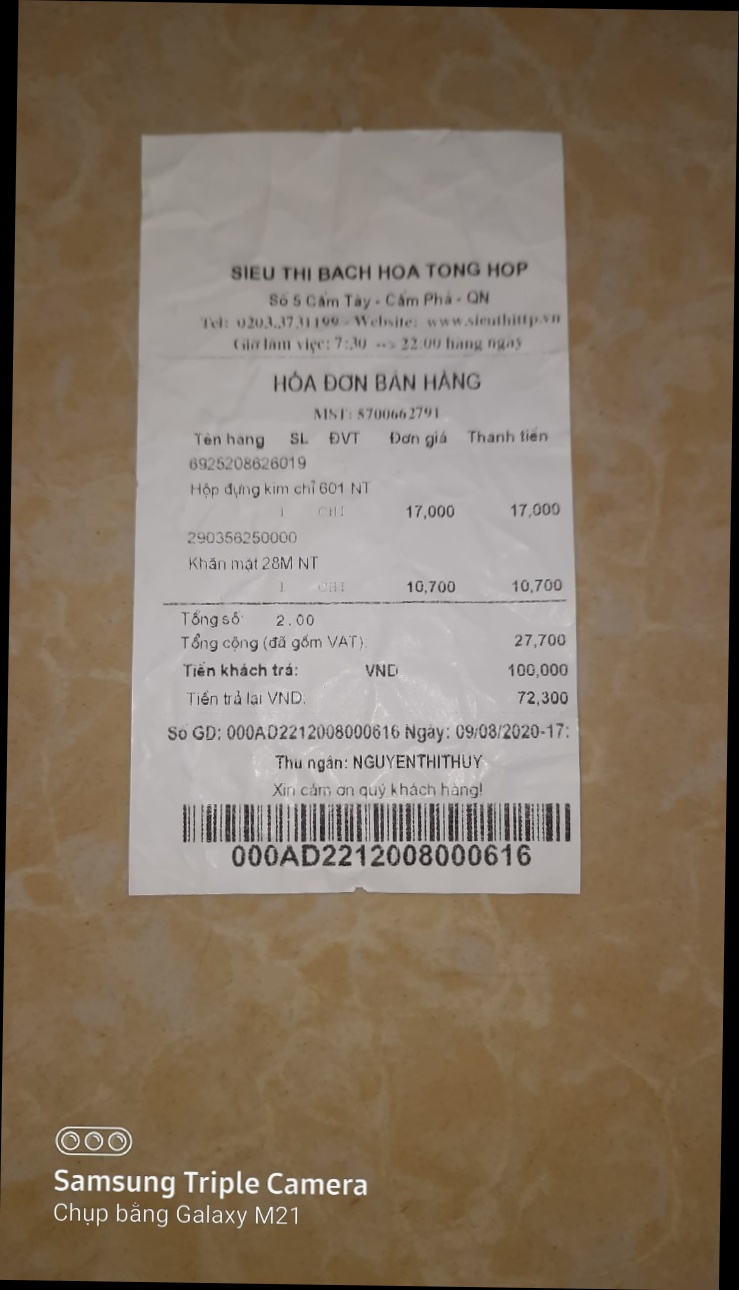 SIEU THI BACH HOA TONG HOP
Số 5 Cẩm Tây - Cẩm Phả - QN
Tel: 0203.3731199 - Website: www.sieuthittp.vn
Giờ làm việc: 7:30 --> 22:00 hàng ngày
HÓA ĐƠN BÁN HÀNG
MST: 5700662791
Tên hàng SL ĐVT Đơn giá Thành tiền
6925208626019
Hộp đựng kim chỉ 601 NT
1 CHI 17,000 17,000
290356250000
Khăn mặt 28M NT
1 CHI 10,700 10,700
Tổng số: 2.00
Tổng cộng (đã gồm VAT): 27,700
Tiền khách trả: VND 100,000
Tiền trả lại VND: 72,300
Số GD: 000AD2212008000616 Ngày: 09/08/2020-17:
Thu ngân: NGUYENTHITHUY
Xin cảm ơn quý khách hàng!
000AD2212008000616
Samsung Triple Camera
Chụp bằng Galaxy M21